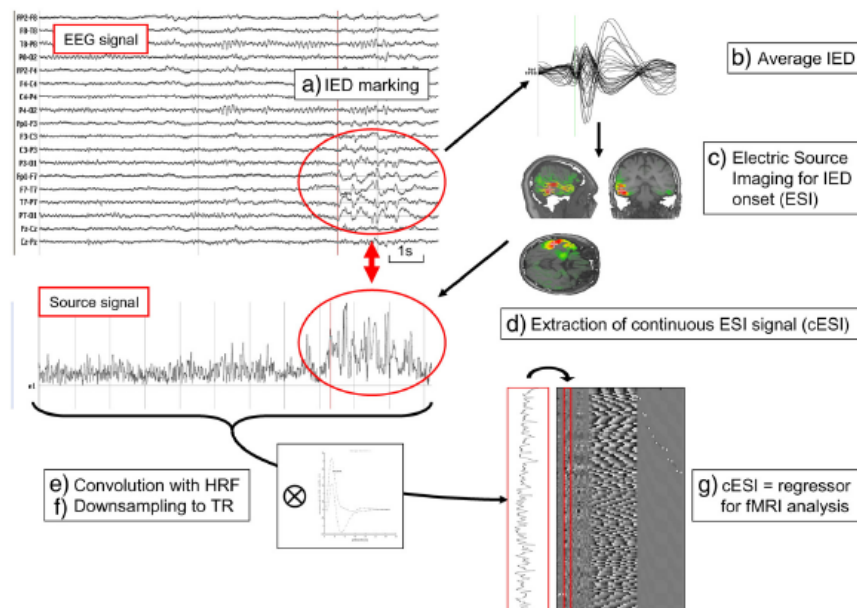 FP2-F8
F8-T8
T8-P8
P8-O2
FP2-F4
F4-C4
C4-P4
P4-O2
Fp1-F3
F3-C3
C3-P3
P3-O1
Fp1-F7
F7-T7
T7-P7
P7-O1
Fz-Cz
Cz-Pz
EEG signal
a) IED marking
1s
b) Average IED
c) Electric Source
Imaging for IED
onset (ESI)
Source signal
d) Extraction of continuous ESI signal (cESI)
e) Convolution with HRF
f) Downsampling to TR
⊗
g) cESI = regressor
for fMRI analysis